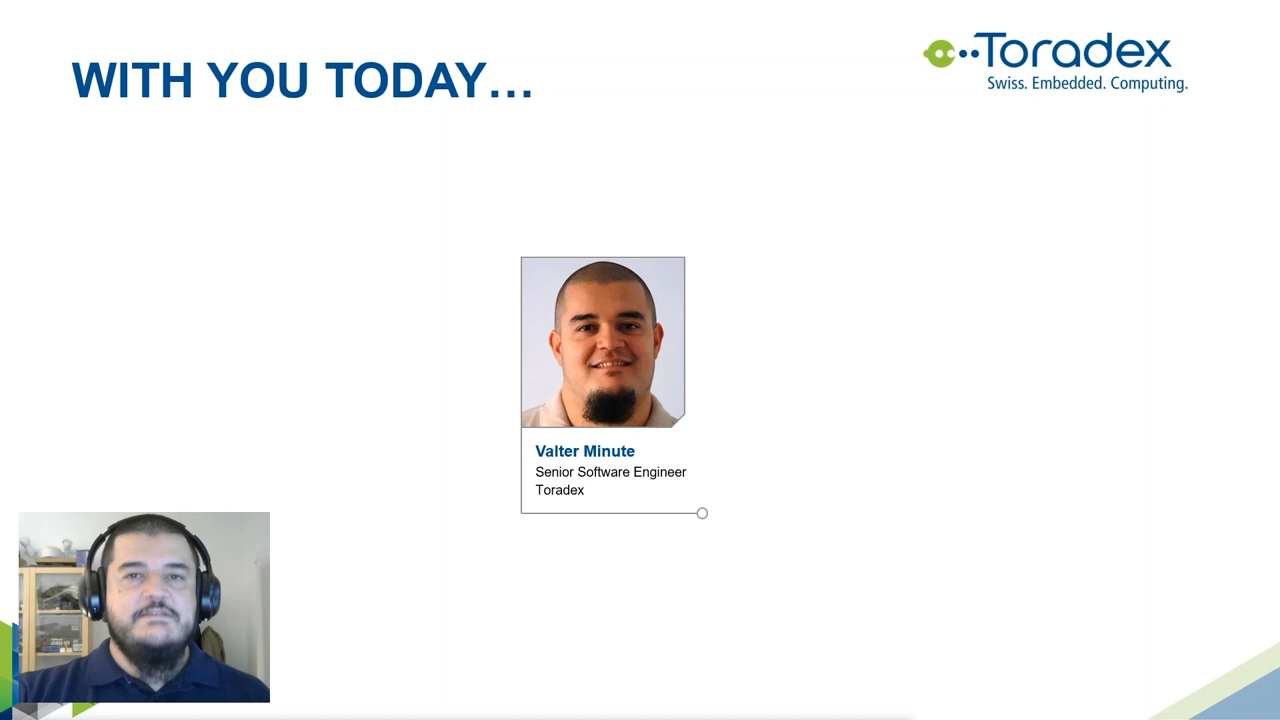 WITH YOU TODAY...
Toradex
Swiss. Embedded. Computing.
Valter Minute
Senior Software Engineer
Toradex